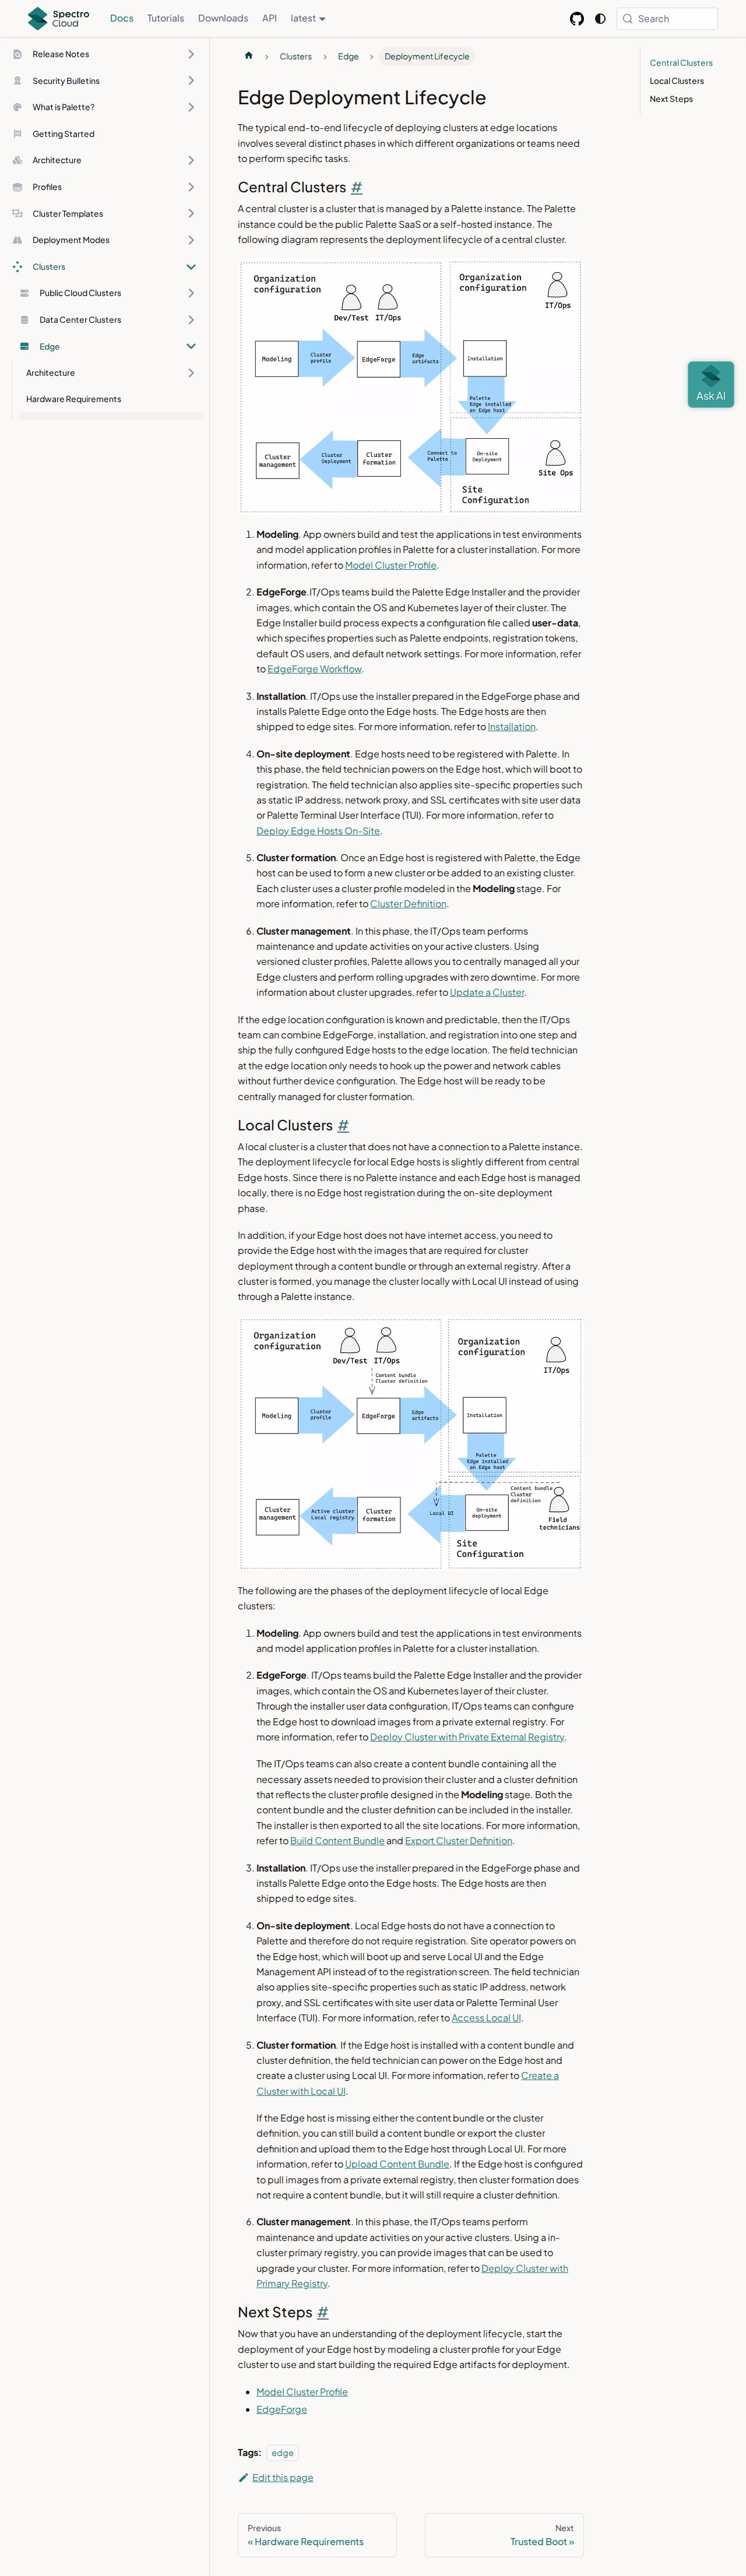 Spectro
Cloud
Docs
Tutorials
Downloads
API
latest
Search
Release Notes
Security Bulletins
What is Palette?
Getting Started
Architecture
Profiles
Cluster Templates
Deployment Modes
Clusters
Public Cloud Clusters
Data Center Clusters
Edge
Architecture
Hardware Requirements
Clusters
Edge
Deployment Lifecycle
Edge Deployment Lifecycle
The typical end-to-end lifecycle of deploying clusters at edge locations
involves several distinct phases in which different organizations or teams need
to perform specific tasks.
Central Clusters #
A central cluster is a cluster that is managed by a Palette instance. The Palette
instance could be the public Palette SaaS or a self-hosted instance. The
following diagram represents the deployment lifecycle of a central cluster.
Organization
configuration
Dev/Test
IT/Ops
Organization
configuration
IT/Ops
Modeling
Cluster
profile
EdgeForge
Edge
artifacts
Installation
Palette
Edge installed
on Edge host
Cluster
management
Cluster
Deployment
Cluster
formation
Connect to
Palette
On-site
Deployment
Site Ops
Site
Configuration
1. Modeling. App owners build and test the applications in test environments
and model application profiles in Palette for a cluster installation. For more
information, refer to Model Cluster Profile.
2. EdgeForge.IT/Ops teams build the Palette Edge Installer and the provider
images, which contain the OS and Kubernetes layer of their cluster. The
Edge Installer build process expects a configuration file called user-data,
which specifies properties such as Palette endpoints, registration tokens,
default OS users, and default network settings. For more information, refer
to EdgeForge Workflow.
3. Installation. IT/Ops use the installer prepared in the EdgeForge phase and
installs Palette Edge onto the Edge hosts. The Edge hosts are then
shipped to edge sites. For more information, refer to Installation.
4. On-site deployment. Edge hosts need to be registered with Palette. In
this phase, the field technician powers on the Edge host, which will boot to
registration. The field technician also applies site-specific properties such
as static IP address, network proxy, and SSL certificates with site user data
or Palette Terminal User Interface (TUI). For more information, refer to
Deploy Edge Hosts On-Site.
5. Cluster formation. Once an Edge host is registered with Palette, the Edge
host can be used to form a new cluster or be added to an existing cluster.
Each cluster uses a cluster profile modeled in the Modeling stage. For
more information, refer to Cluster Definition.
6. Cluster management. In this phase, the IT/Ops team performs
maintenance and update activities on your active clusters. Using
versioned cluster profiles, Palette allows you to centrally managed all your
Edge clusters and perform rolling upgrades with zero downtime. For more
information about cluster upgrades, refer to Update a Cluster.
If the edge location configuration is known and predictable, then the IT/Ops
team can combine EdgeForge, installation, and registration into one step and
ship the fully configured Edge hosts to the edge location. The field technician
at the edge location only needs to hook up the power and network cables
without further device configuration. The Edge host will be ready to be
centrally managed for cluster formation.
Local Clusters #
A local cluster is a cluster that does not have a connection to a Palette instance.
The deployment lifecycle for local Edge hosts is slightly different from central
Edge hosts. Since there is no Palette instance and each Edge host is managed
locally, there is no Edge host registration during the on-site deployment
phase.
In addition, if your Edge host does not have internet access, you need to
provide the Edge host with the images that are required for cluster
deployment through a content bundle or through an external registry. After a
cluster is formed, you manage the cluster locally with Local UI instead of using
through a Palette instance.
Organization
configuration
Dev/Test
IT/Ops
Content bundle
Cluster definition
Organization
configuration
IT/Ops
Modeling
Cluster
profile
EdgeForge
Edge
artifacts
Installation
Palette
Edge installed
on Edge host
Cluster
management
Active cluster
Local registry
Cluster
formation
Local UI
On-site
deployment
Content bundle
Cluster
definition
Field
technicians
Site
Configuration
The following are the phases of the deployment lifecycle of local Edge
clusters:
1. Modeling. App owners build and test the applications in test environments
and model application profiles in Palette for a cluster installation.
2. EdgeForge. IT/Ops teams build the Palette Edge Installer and the provider
images, which contain the OS and Kubernetes layer of their cluster.
Through the installer user data configuration, IT/Ops teams can configure
the Edge host to download images from a private external registry. For
more information, refer to Deploy Cluster with Private External Registry.
The IT/Ops teams can also create a content bundle containing all the
necessary assets needed to provision their cluster and a cluster definition
that reflects the cluster profile designed in the Modeling stage. Both the
content bundle and the cluster definition can be included in the installer.
The installer is then exported to all the site locations. For more information,
refer to Build Content Bundle and Export Cluster Definition.
3. Installation. IT/Ops use the installer prepared in the EdgeForge phase and
installs Palette Edge onto the Edge hosts. The Edge hosts are then
shipped to edge sites.
4. On-site deployment. Local Edge hosts do not have a connection to
Palette and therefore do not require registration. Site operator powers on
the Edge host, which will boot up and serve Local UI and the Edge
Management API instead of to the registration screen. The field technician
also applies site-specific properties such as static IP address, network
proxy, and SSL certificates with site user data or Palette Terminal User
Interface (TUI). For more information, refer to Access Local UI.
5. Cluster formation. If the Edge host is installed with a content bundle and
cluster definition, the field technician can power on the Edge host and
create a cluster using Local UI. For more information, refer to Create a
Cluster with Local UI.
If the Edge host is missing either the content bundle or the cluster
definition, you can still build a content bundle or export the cluster
definition and upload them to the Edge host through Local UI. For more
information, refer to Upload Content Bundle. If the Edge host is configured
to pull images from a private external registry, then cluster formation does
not require a content bundle, but it will still require a cluster definition.
6. Cluster management. In this phase, the IT/Ops teams perform
maintenance and update activities on your active clusters. Using a in-
cluster primary registry, you can provide images that can be used to
upgrade your cluster. For more information, refer to Deploy Cluster with
Primary Registry.
Next Steps #
Now that you have an understanding of the deployment lifecycle, start the
deployment of your Edge host by modeling a cluster profile for your Edge
cluster to use and start building the required Edge artifacts for deployment.
Model Cluster Profile
EdgeForge
Tags: edge
Edit this page
Previous
« Hardware Requirements
Next
Trusted Boot »
Central Clusters
Local Clusters
Next Steps
Ask AI